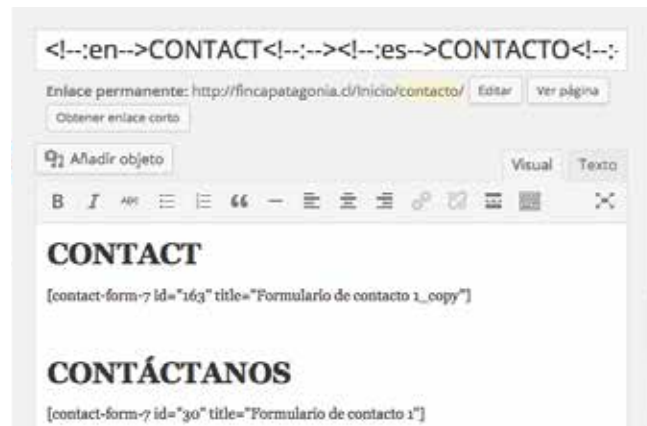 <!--:en-->CONTACT<!--:--><!--:es-->CONTACTO<!--:-
Enlace permanente: http://fincapatagonia.cl/Inicio/contacto/ Editar Ver página
Obtener enlace corto
Añadir objeto Visual Texto
B I ABC
CONTACT
[contact-form-7 id="163" title="Formulario de contacto 1_copy"]
CONTÁCTANOS
[contact-form-7 id="30" title="Formulario de contacto 1"]